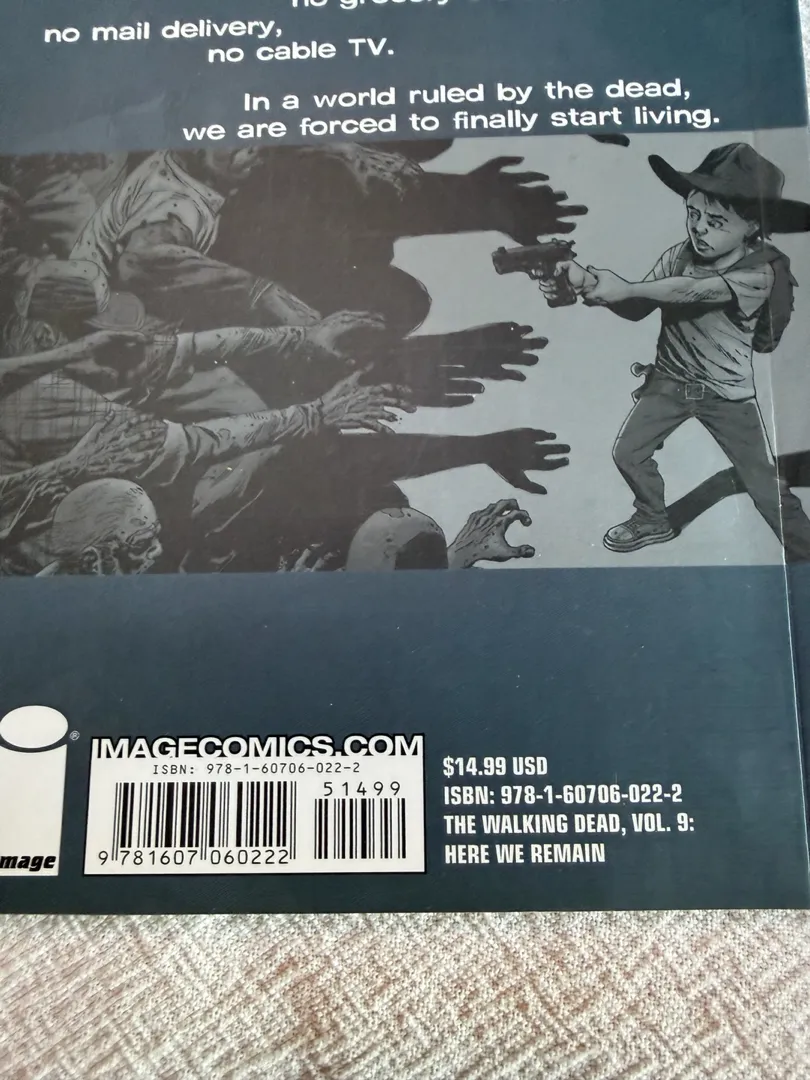 no mail delivery,
no cable TV.
In a world ruled by the dead,
we are forced to finally start living.
IMAGECOMICS.COM
ISBN: 978-1-60706-022-2
51499
9 781607 060222
$14.99 USD
ISBN: 978-1-60706-022-2
THE WALKING DEAD, VOL. 9:
HERE WE REMAIN
®
mage